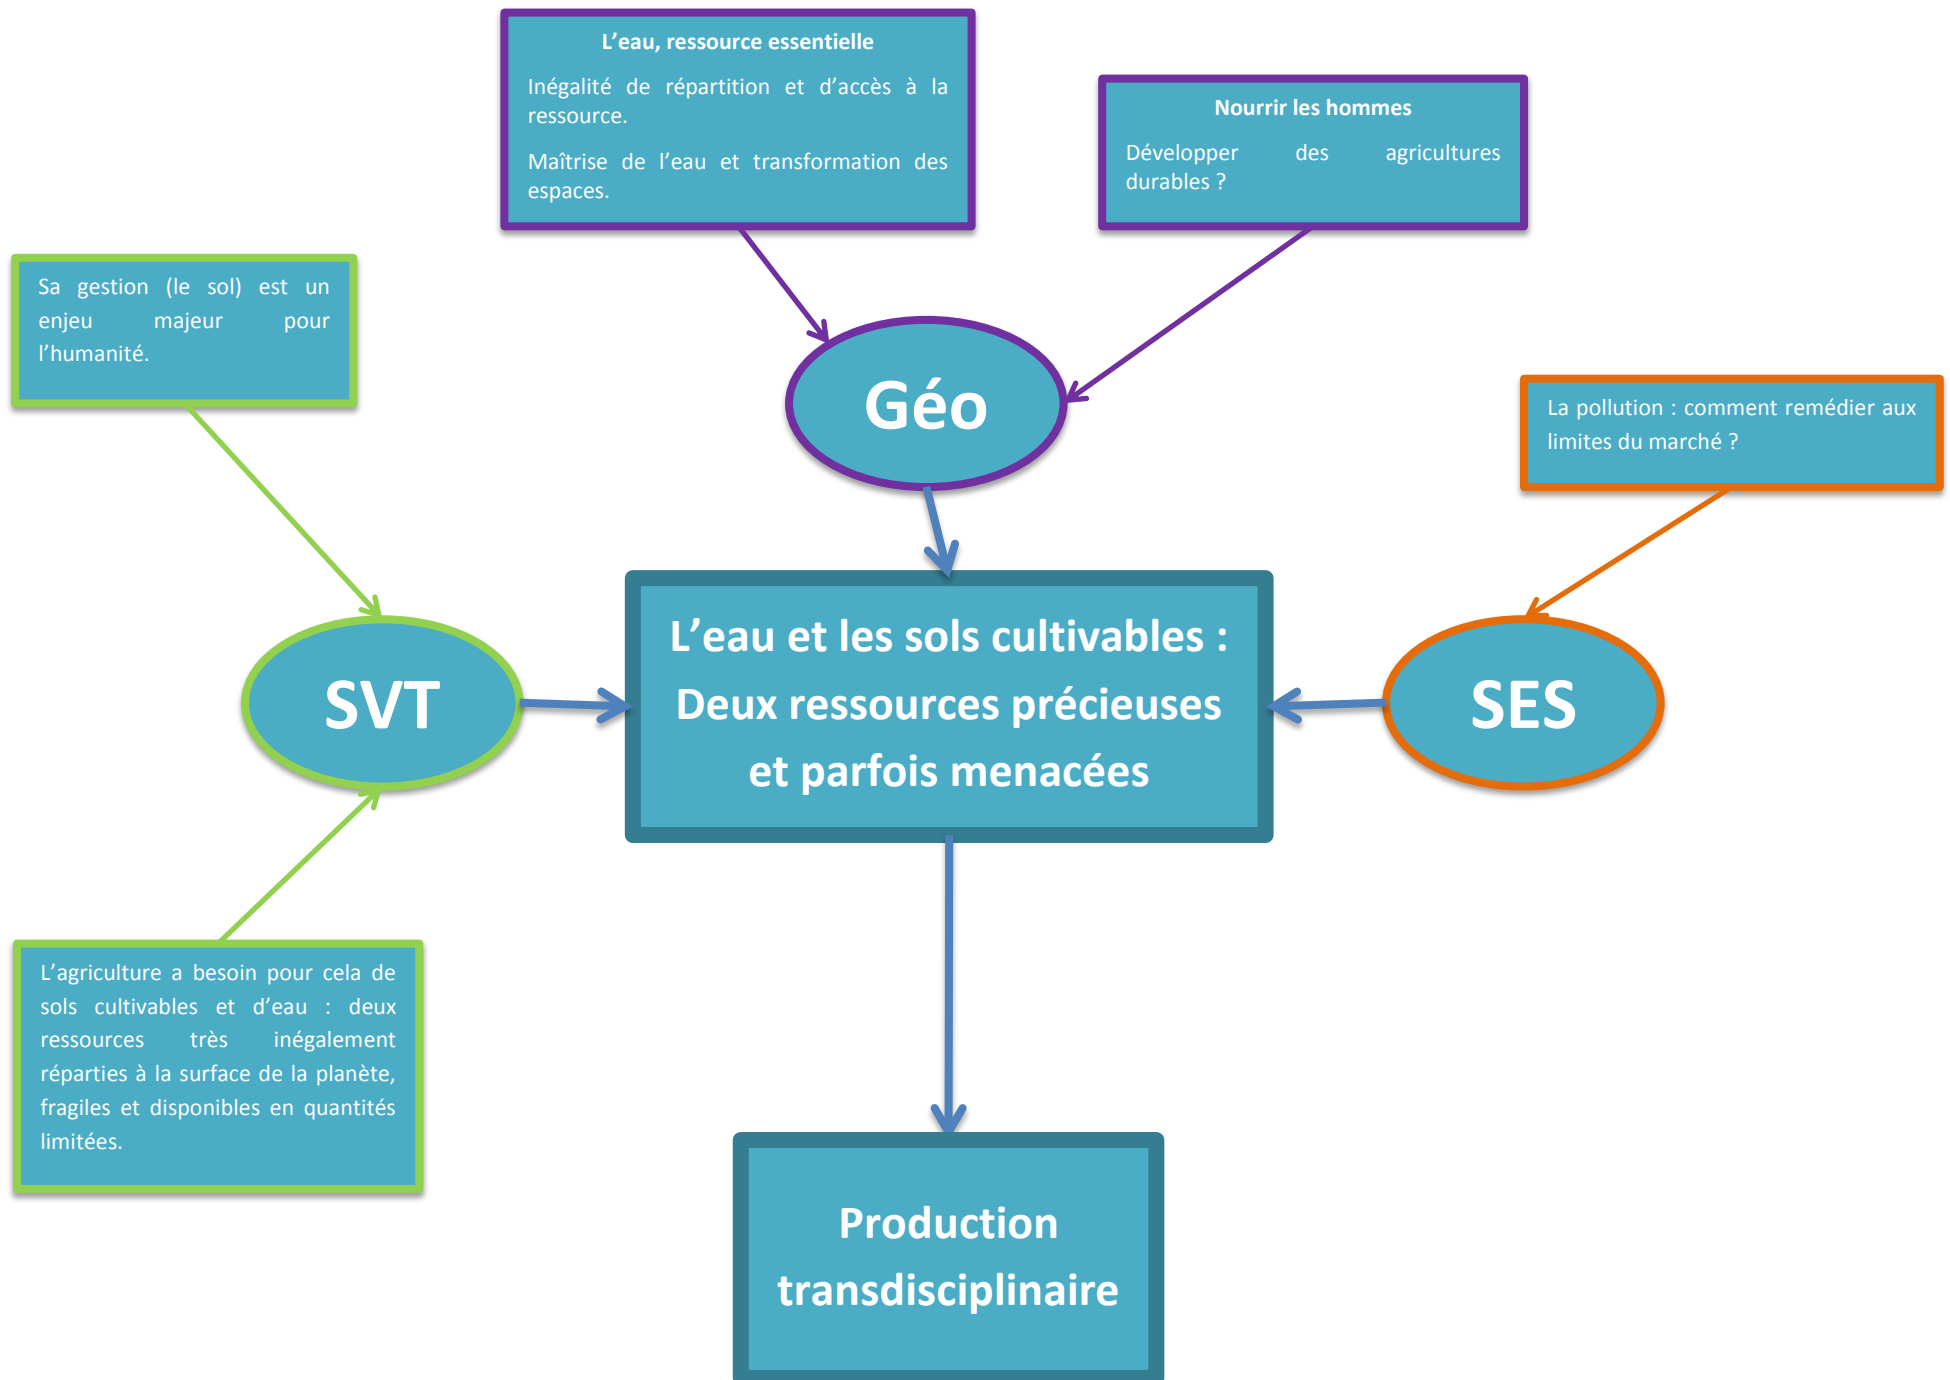 L’eau, ressource essentielle
Inégalité de répartition et d’accès à la
ressource.
Maîtrise de l’eau et transformation des
espaces.
Nourrir les hommes
Développer des agricultures
durables ?
Sa gestion (le sol) est un
enjeu majeur pour
l’humanité.
Géo
La pollution : comment remédier aux
limites du marché ?
L’eau et les sols cultivables :
Deux ressources précieuses
et parfois menacées
SVT
SES
L’agriculture a besoin pour cela de
sols cultivables et d’eau : deux
ressources très inégalement
réparties à la surface de la planète,
fragiles et disponibles en quantités
limitées.
Production
transdisciplinaire